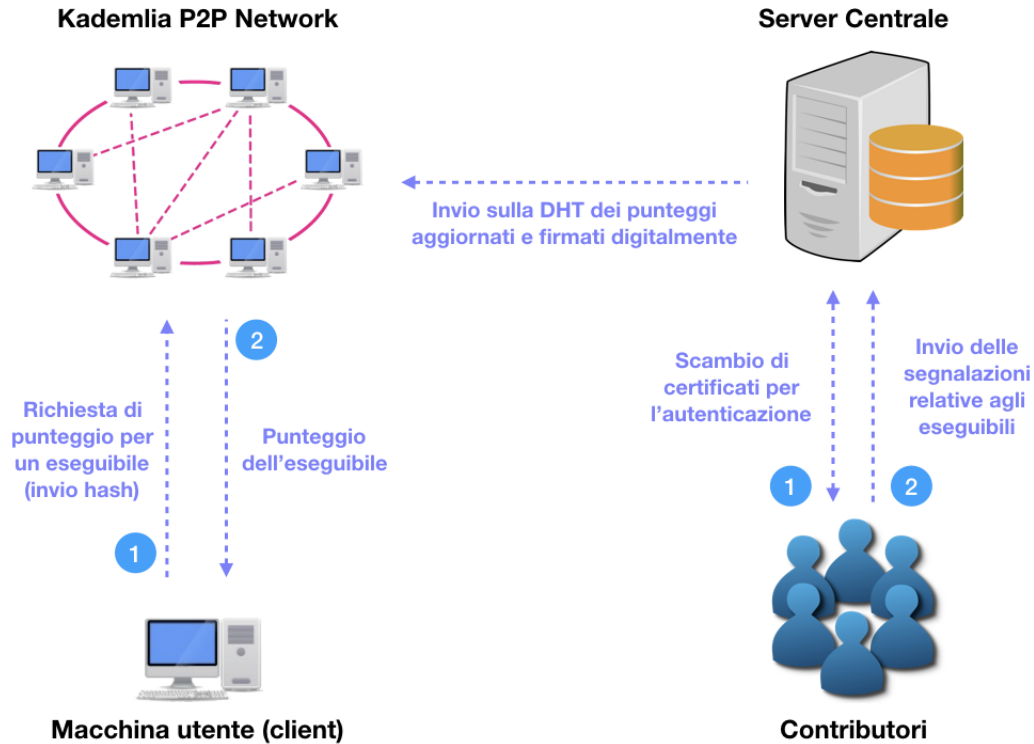 Kademlia P2P Network
Server Centrale
Invio sulla DHT dei punteggi
aggiornati e firmati digitalmente
2
Richiesta di
punteggio per
un eseguibile
(invio hash)
1
Punteggio
dell'eseguibile
Scambio di
certificati per
l'autenticazione
1
Invio delle
segnalazioni
relative agli
eseguibili
2
Macchina utente (client)
Contributori